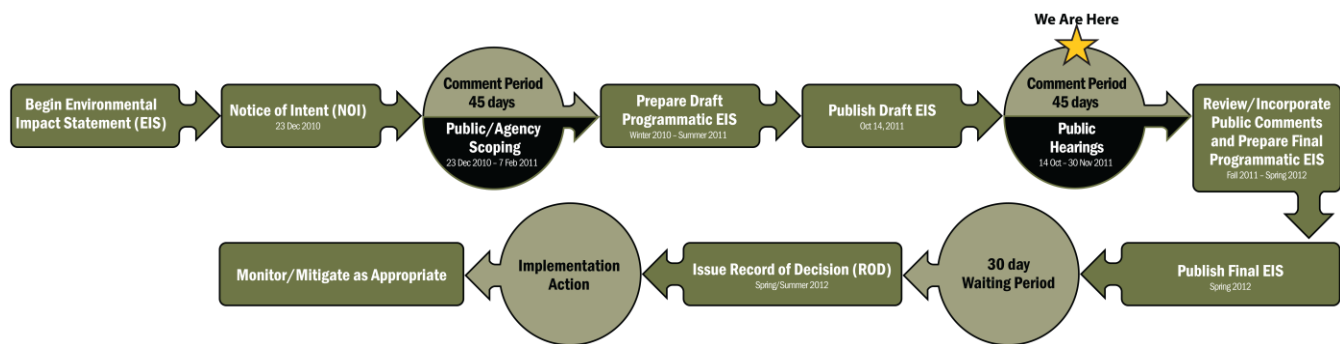 We Are Here
Begin Environmental
Impact Statement (EIS)
Notice of Intent (NOI)
23 Dec 2010
Comment Period
45 days
Public/Agency
Scoping
23 Dec 2010 – 7 Feb 2011
Prepare Draft
Programmatic EIS
Winter 2010 – Summer 2011
Publish Draft EIS
Oct 14, 2011
Comment Period
45 days
Public
Hearings
14 Oct - 30 Nov 2011
Review/Incorporate
Public Comments
and Prepare Final
Programmatic EIS
Fall 2011 – Spring 2012
Publish Final EIS
Spring 2012
30 day
Waiting Period
Issue Record of Decision (ROD)
Spring/Summer 2012
Implementation
Action
Monitor/Mitigate as Appropriate